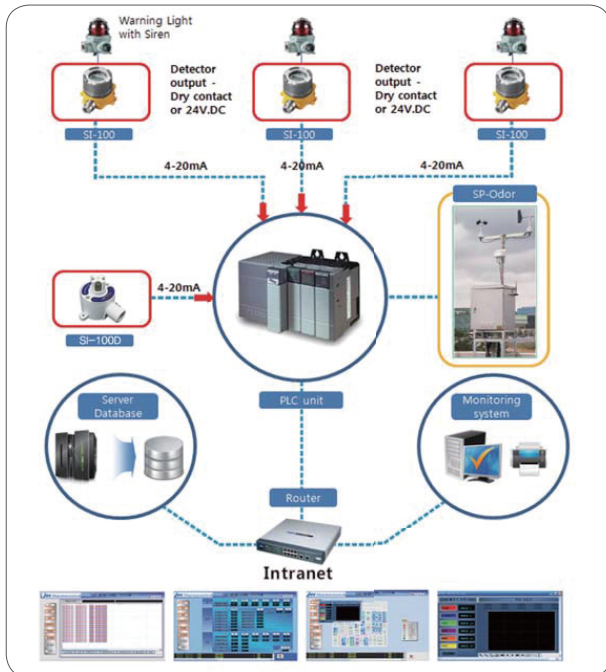 Warning Light
with Siren
Detector
output -
Dry contact
or 24V.DC
Detector
output -
Dry contact
or 24V.DC
SI-100
SI-100
SI-100
4-20mA
4-20mA
4-20mA
SP-Odor
4-20mA
SI-100D
PLC unit
Server
Database
Monitoring
system
Router
Intranet